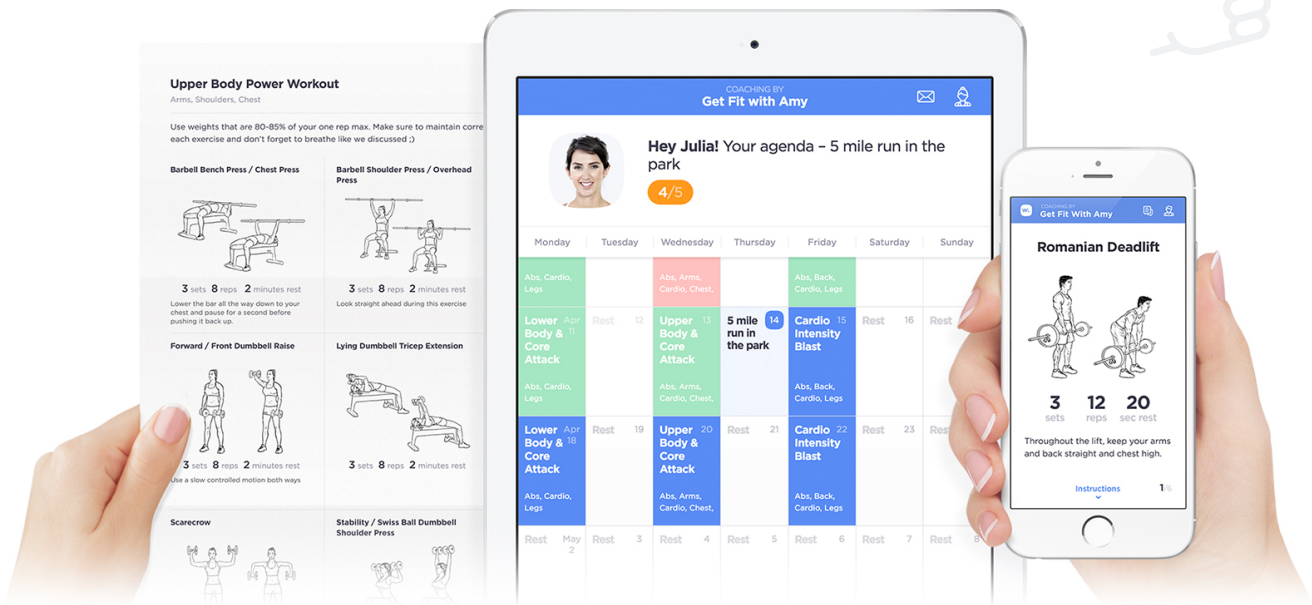 Upper Body Power Workout
Arms, Shoulders, Chest
Use weights that are 80-85% of your one rep max. Make sure to maintain corre
each exercise and don't forget to breathe like we discussed ;)
Barbell Bench Press / Chest Press
Barbell Shoulder Press / Overhead
Press
3 sets 8 reps 2 minutes rest
Lower the bar all the way down to your
chest and pause for a second before
pushing it back up.
3 sets 8 reps 2 minutes rest
Look straight ahead during this exercise
Forward / Front Dumbbell Raise
Lying Dumbbell Tricep Extension
3 sets 8 reps 2 minutes rest
Use a slow controlled motion both ways
3 sets 8 reps 2 minutes rest
Scarecrow
Stability / Swiss Ball Dumbbell
Shoulder Press
COACHING BY
Get Fit with Amy
Hey Julia! Your agenda – 5 mile run in the
park
4/5
Monday Tuesday Wednesday Thursday Friday Saturday Sunday
Abs, Cardio,
Legs
Abs, Arms,
Cardio, Chest,
Abs, Back,
Cardio, Legs
Lower Apr
Body & 11
Core
Attack
Abs, Cardio,
Legs
Rest 12
Upper 13
Body &
Core
Attack
Abs, Arms,
Cardio, Chest,
5 mile 14
run in
the park
Cardio 15
Intensity
Blast
Abs, Back,
Cardio, Legs
Rest 16
Rest
Lower Apr
Body & 18
Core
Attack
Abs, Cardio,
Legs
Rest 19
Upper 20
Body &
Core
Attack
Abs, Arms,
Cardio, Chest,
Rest 21
Cardio 22
Intensity
Blast
Abs, Back,
Cardio, Legs
Rest 23
Res
Rest May
2
Rest 3
Rest 4
Rest 5
Rest 6
Rest 7
Rest 8
W.
COACHING BY
Get Fit With Amy
Romanian Deadlift
3 12 20
sets reps sec rest
Throughout the lift, keep your arms
and back straight and chest high.
Instructions